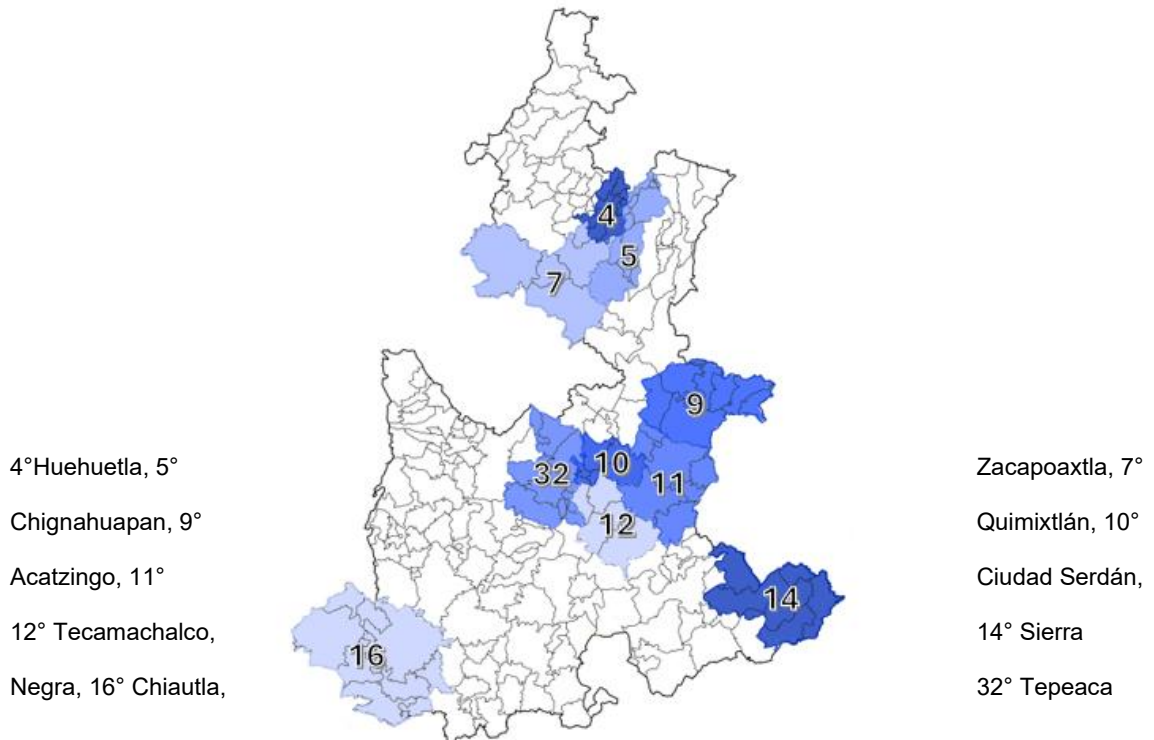 4
5
7
9
10
32
11
12
14
16
4°Huehuetla, 5° Zacapoaxtla, 7°
Chignahuapan, 9° Quimixtlán, 10°
Acatzingo, 11° Ciudad Serdán,
12° Tecamachalco, 14° Sierra
Negra, 16° Chiautla, 32° Tepeaca